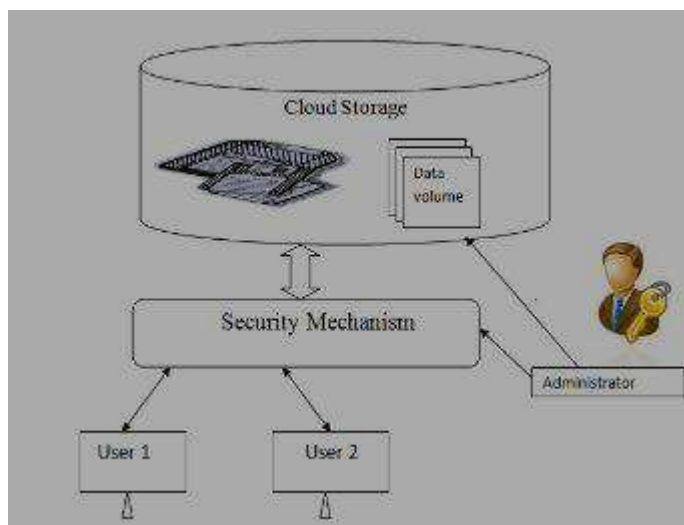 Cloud Storage
Data
volume
Security Mechanism
Administrator
User 1
User 2